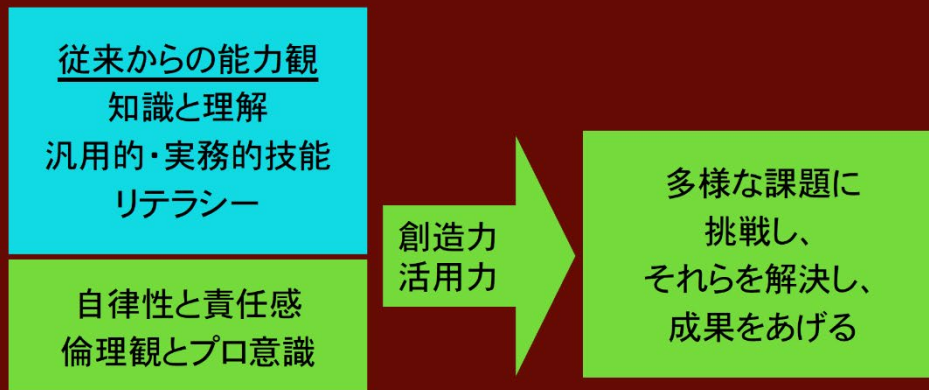 従来からの能力観
知識と理解
汎用的・実務的技能
リテラシー
自律性と責任感
倫理観とプロ意識
創造力
活用力
多様な課題に
挑戦し、
それらを解決し、
成果をあげる